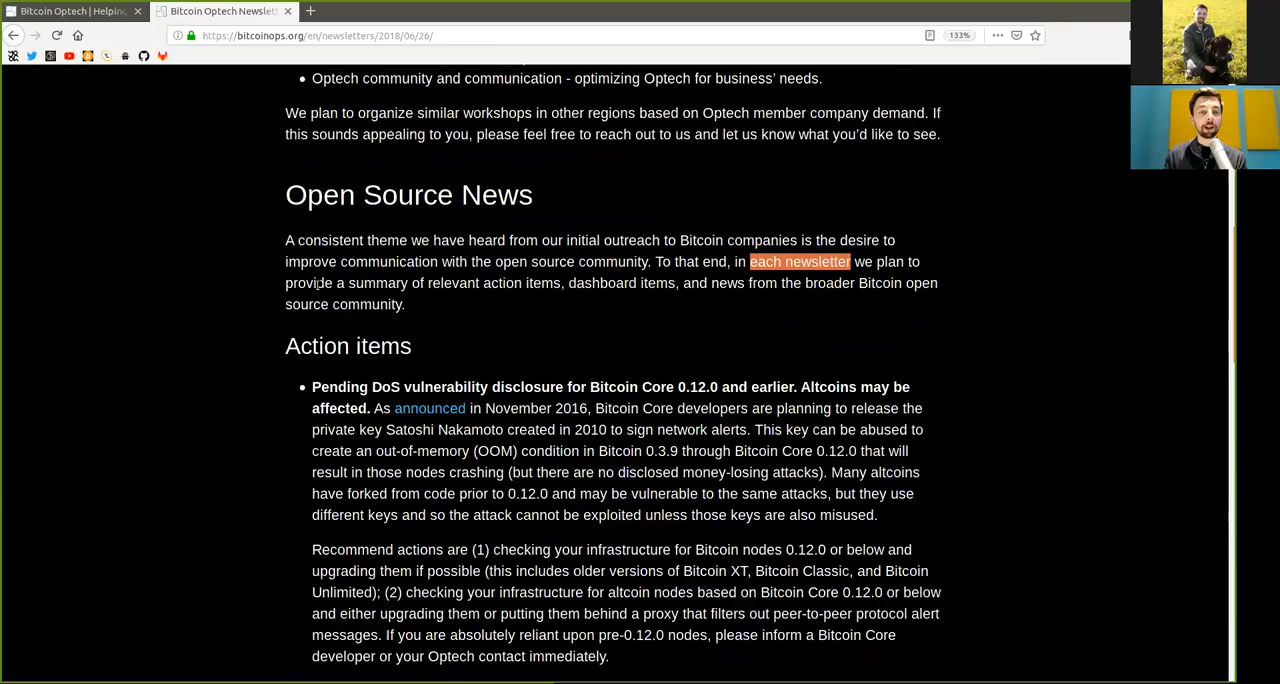 Bitcoin Optech | Helping
Bitcoin Optech Newslet
https://bitcoinops.org/en/newsletters/2018/06/26/
133%
Optech community and communication - optimizing Optech for business’ needs.
We plan to organize similar workshops in other regions based on Optech member company demand. If
this sounds appealing to you, please feel free to reach out to us and let us know what you’d like to see.
Open Source News
A consistent theme we have heard from our initial outreach to Bitcoin companies is the desire to
improve communication with the open source community. To that end, in each newsletter we plan to
provide a summary of relevant action items, dashboard items, and news from the broader Bitcoin open
source community.
Action items
Pending DoS vulnerability disclosure for Bitcoin Core 0.12.0 and earlier. Altcoins may be
affected. As announced in November 2016, Bitcoin Core developers are planning to release the
private key Satoshi Nakamoto created in 2010 to sign network alerts. This key can be abused to
create an out-of-memory (OOM) condition in Bitcoin 0.3.9 through Bitcoin Core 0.12.0 that will
result in those nodes crashing (but there are no disclosed money-losing attacks). Many altcoins
have forked from code prior to 0.12.0 and may be vulnerable to the same attacks, but they use
different keys and so the attack cannot be exploited unless those keys are also misused.
Recommend actions are (1) checking your infrastructure for Bitcoin nodes 0.12.0 or below and
upgrading them if possible (this includes older versions of Bitcoin XT, Bitcoin Classic, and Bitcoin
Unlimited); (2) checking your infrastructure for altcoin nodes based on Bitcoin Core 0.12.0 or below
and either upgrading them or putting them behind a proxy that filters out peer-to-peer protocol alert
messages. If you are absolutely reliant upon pre-0.12.0 nodes, please inform a Bitcoin Core
developer or your Optech contact immediately.